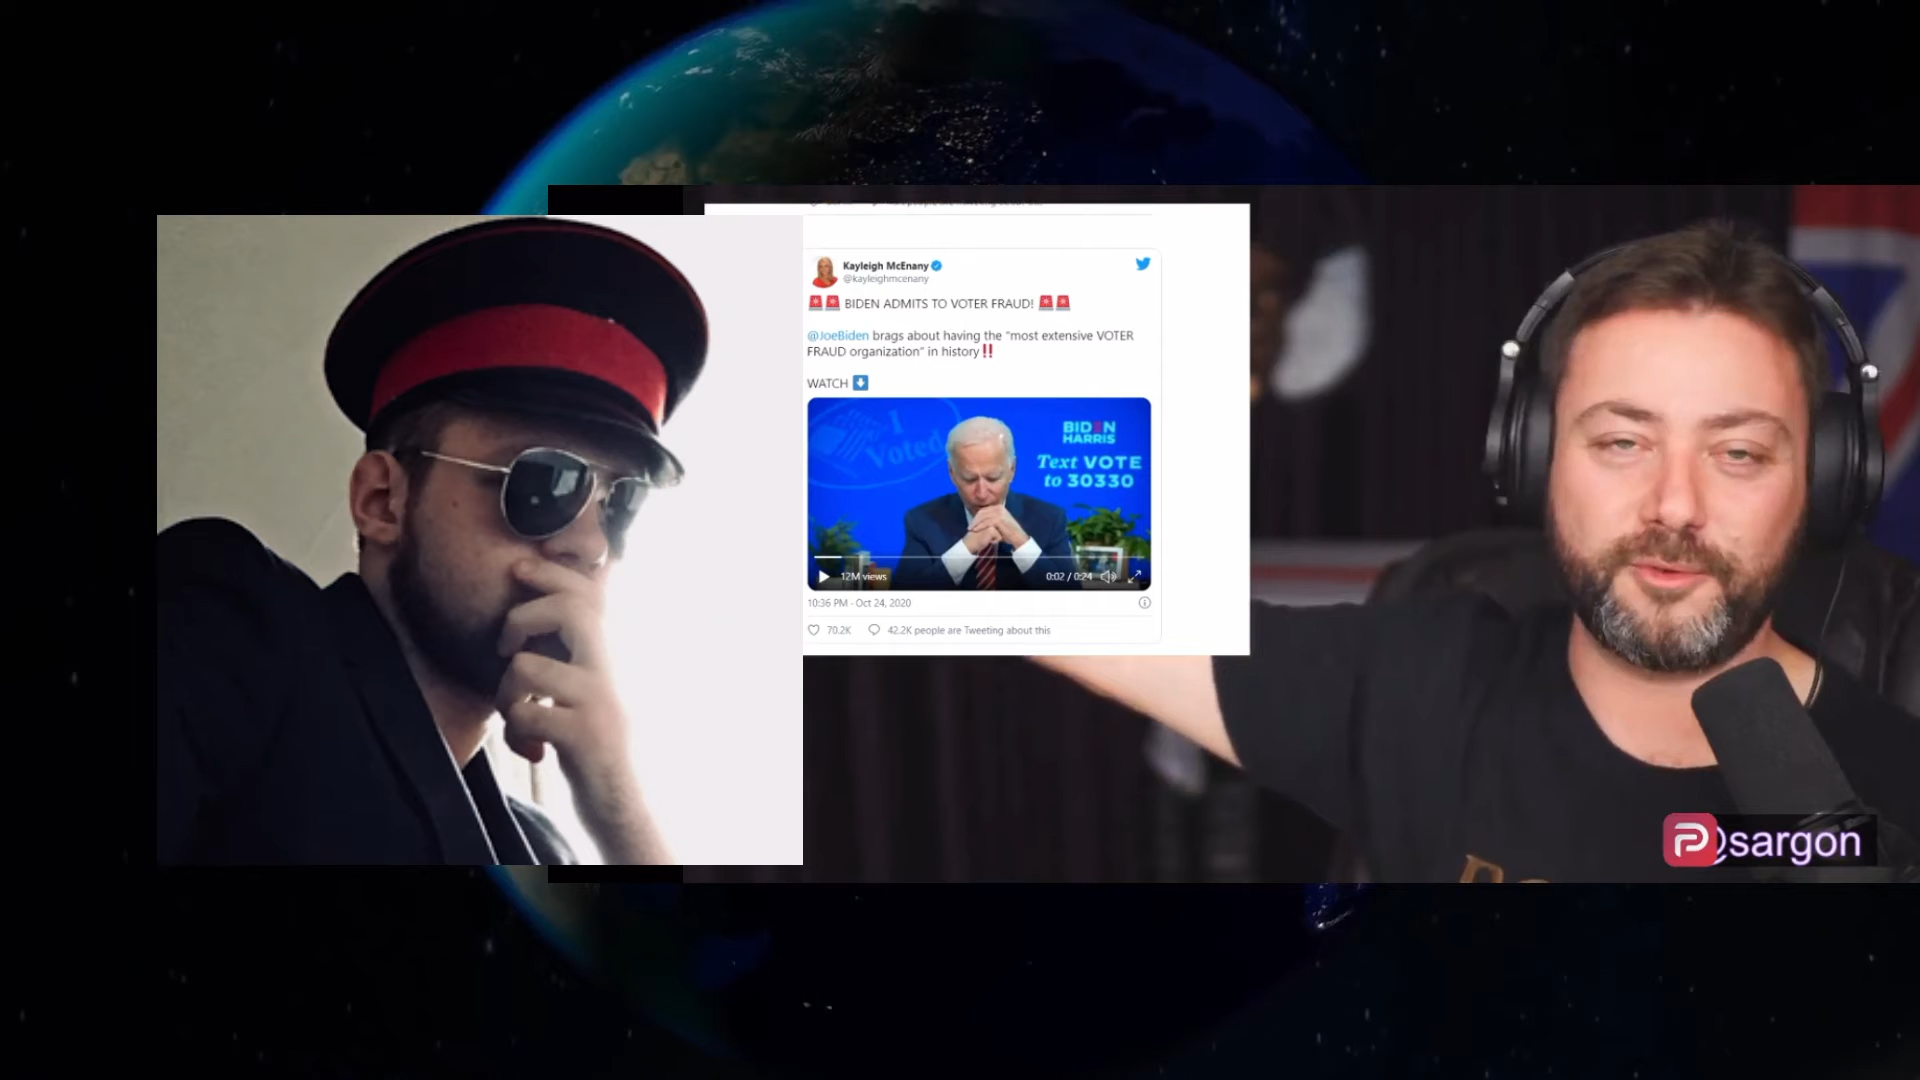 Kayleigh McEnany
@kayleighmcenany
🚨🚨 BIDEN ADMITS TO VOTER FRAUD! 🚨🚨
@JoeBiden brags about having the “most extensive VOTER
FRAUD organization” in history‼️
WATCH ⬇️
I
Voted
BIDEN
HARRIS
Text VOTE
to 30330
12M views
0:02 / 0:24
10:36 PM - Oct 24, 2020
70.2K
42.2K people are Tweeting about this
@sargon